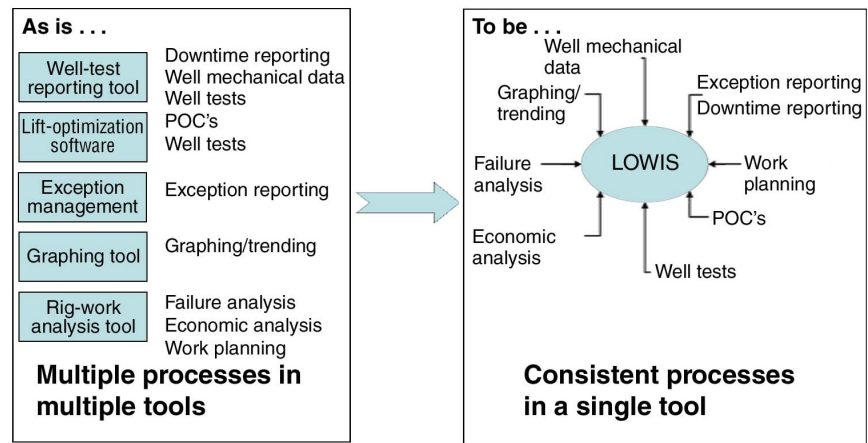 As is . . .
Well-test
reporting tool
Downtime reporting
Well mechanical data
Well tests
Lift-optimization
software
POC's
Well tests
Exception
management
Exception reporting
Graphing tool
Graphing/trending
Rig-work
analysis tool
Failure analysis
Economic analysis
Work planning
Multiple processes in
multiple tools
To be . . .
Well mechanical
data
Graphing/
trending
Exception reporting
Downtime reporting
Failure
analysis
LOWIS
Work
planning
Economic
analysis
POC's
Well tests
Consistent processes
in a single tool